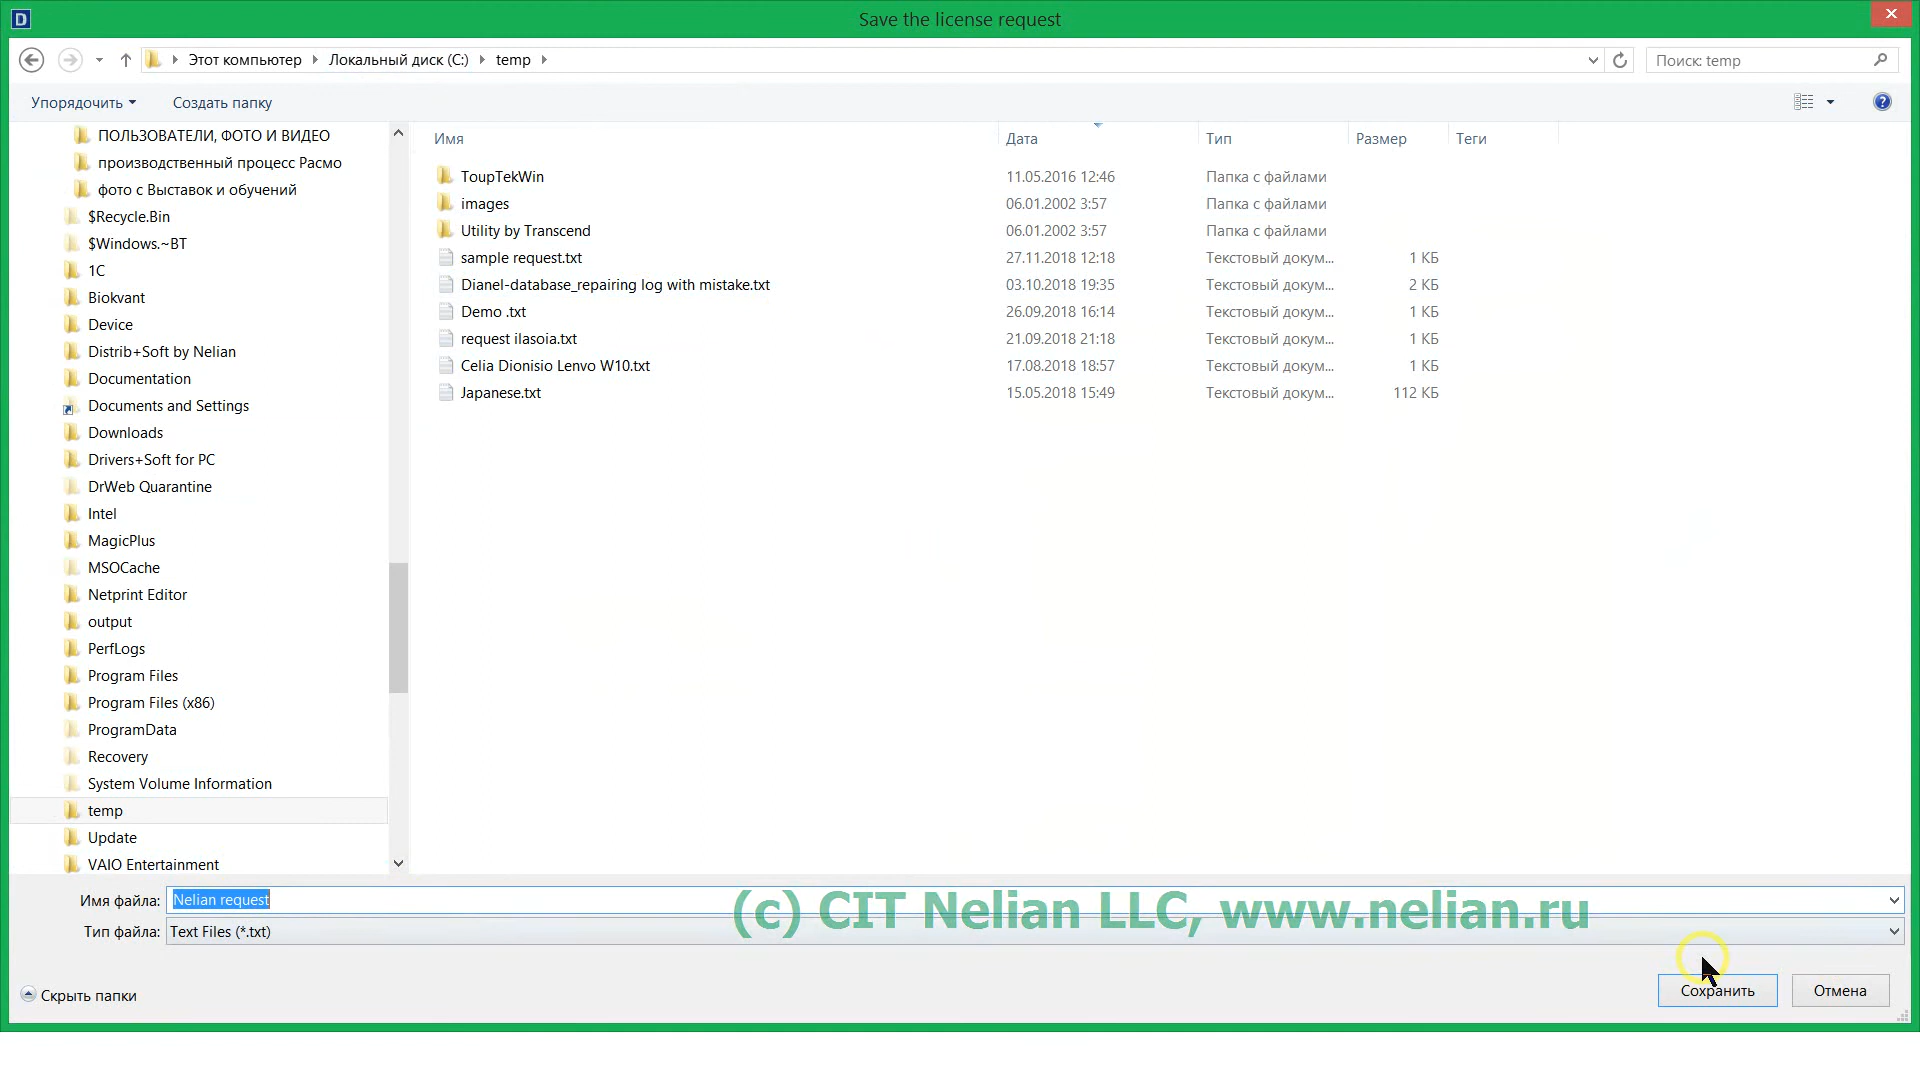 D
Save the license request
Этот компьютер
Локальный диск (C:)
temp
Поиск: temp
Упорядочить
Создать папку
?
ПОЛЬЗОВАТЕЛИ, ФОТО И ВИДЕО
производственный процесс Расмо
фото с Выставок и обучений
$Recycle.Bin
$Windows.~BT
1C
Biokvant
Device
Distrib+Soft by Nelian
Documentation
Documents and Settings
Downloads
Drivers+Soft for PC
DrWeb Quarantine
Intel
MagicPlus
MSOCache
Netprint Editor
output
PerfLogs
Program Files
Program Files (x86)
ProgramData
Recovery
System Volume Information
temp
Update
VAIO Entertainment
Имя Дата Тип Размер Теги
ToupTekWin 11.05.2016 12:46 Папка с файлами
images 06.01.2002 3:57 Папка с файлами
Utility by Transcend 06.01.2002 3:57 Папка с файлами
sample request.txt 27.11.2018 12:18 Текстовый докум... 1 КБ
Dianel-database_repairing log with mistake.txt 03.10.2018 19:35 Текстовый докум... 2 КБ
Demo .txt 26.09.2018 16:14 Текстовый докум... 1 КБ
request ilasoia.txt 21.09.2018 21:18 Текстовый докум... 1 КБ
Celia Dionisio Lenvo W10.txt 17.08.2018 18:57 Текстовый докум... 1 КБ
Japanese.txt 15.05.2018 15:49 Текстовый докум... 112 КБ
Имя файла: Nelian request
(c) CIT Nelian LLC, www.nelian.ru
Тип файла: Text Files (*.txt)
Скрыть папки
Сохранить
Отмена